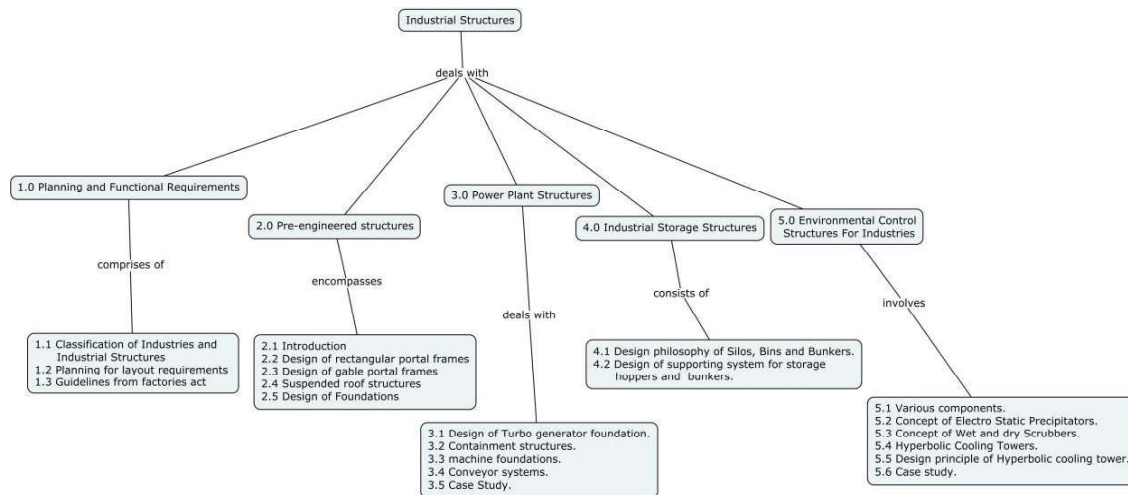 Industrial Structures
deals with
1.0 Planning and Functional Requirements
comprises of
1.1 Classification of Industries and
Industrial Structures
1.2 Planning for layout requirements
1.3 Guidelines from factories act
2.0 Pre-engineered structures
encompasses
2.1 Introduction
2.2 Design of rectangular portal frames
2.3 Design of gable portal frames
2.4 Suspended roof structures
2.5 Design of Foundations
3.0 Power Plant Structures
deals with
3.1 Design of Turbo generator foundation.
3.2 Containment structures.
3.3 machine foundations.
3.4 Conveyor systems.
3.5 Case Study.
4.0 Industrial Storage Structures
consists of
4.1 Design philosophy of Silos, Bins and Bunkers.
4.2 Design of supporting system for storage
hoppers and bunkers.
5.0 Environmental Control
Structures For Industries
involves
5.1 Various components.
5.2 Concept of Electro Static Precipitators.
5.3 Concept of Wet and dry Scrubbers.
5.4 Hyperbolic Cooling Towers.
5.5 Design principle of Hyperbolic cooling tower.
5.6 Case study.